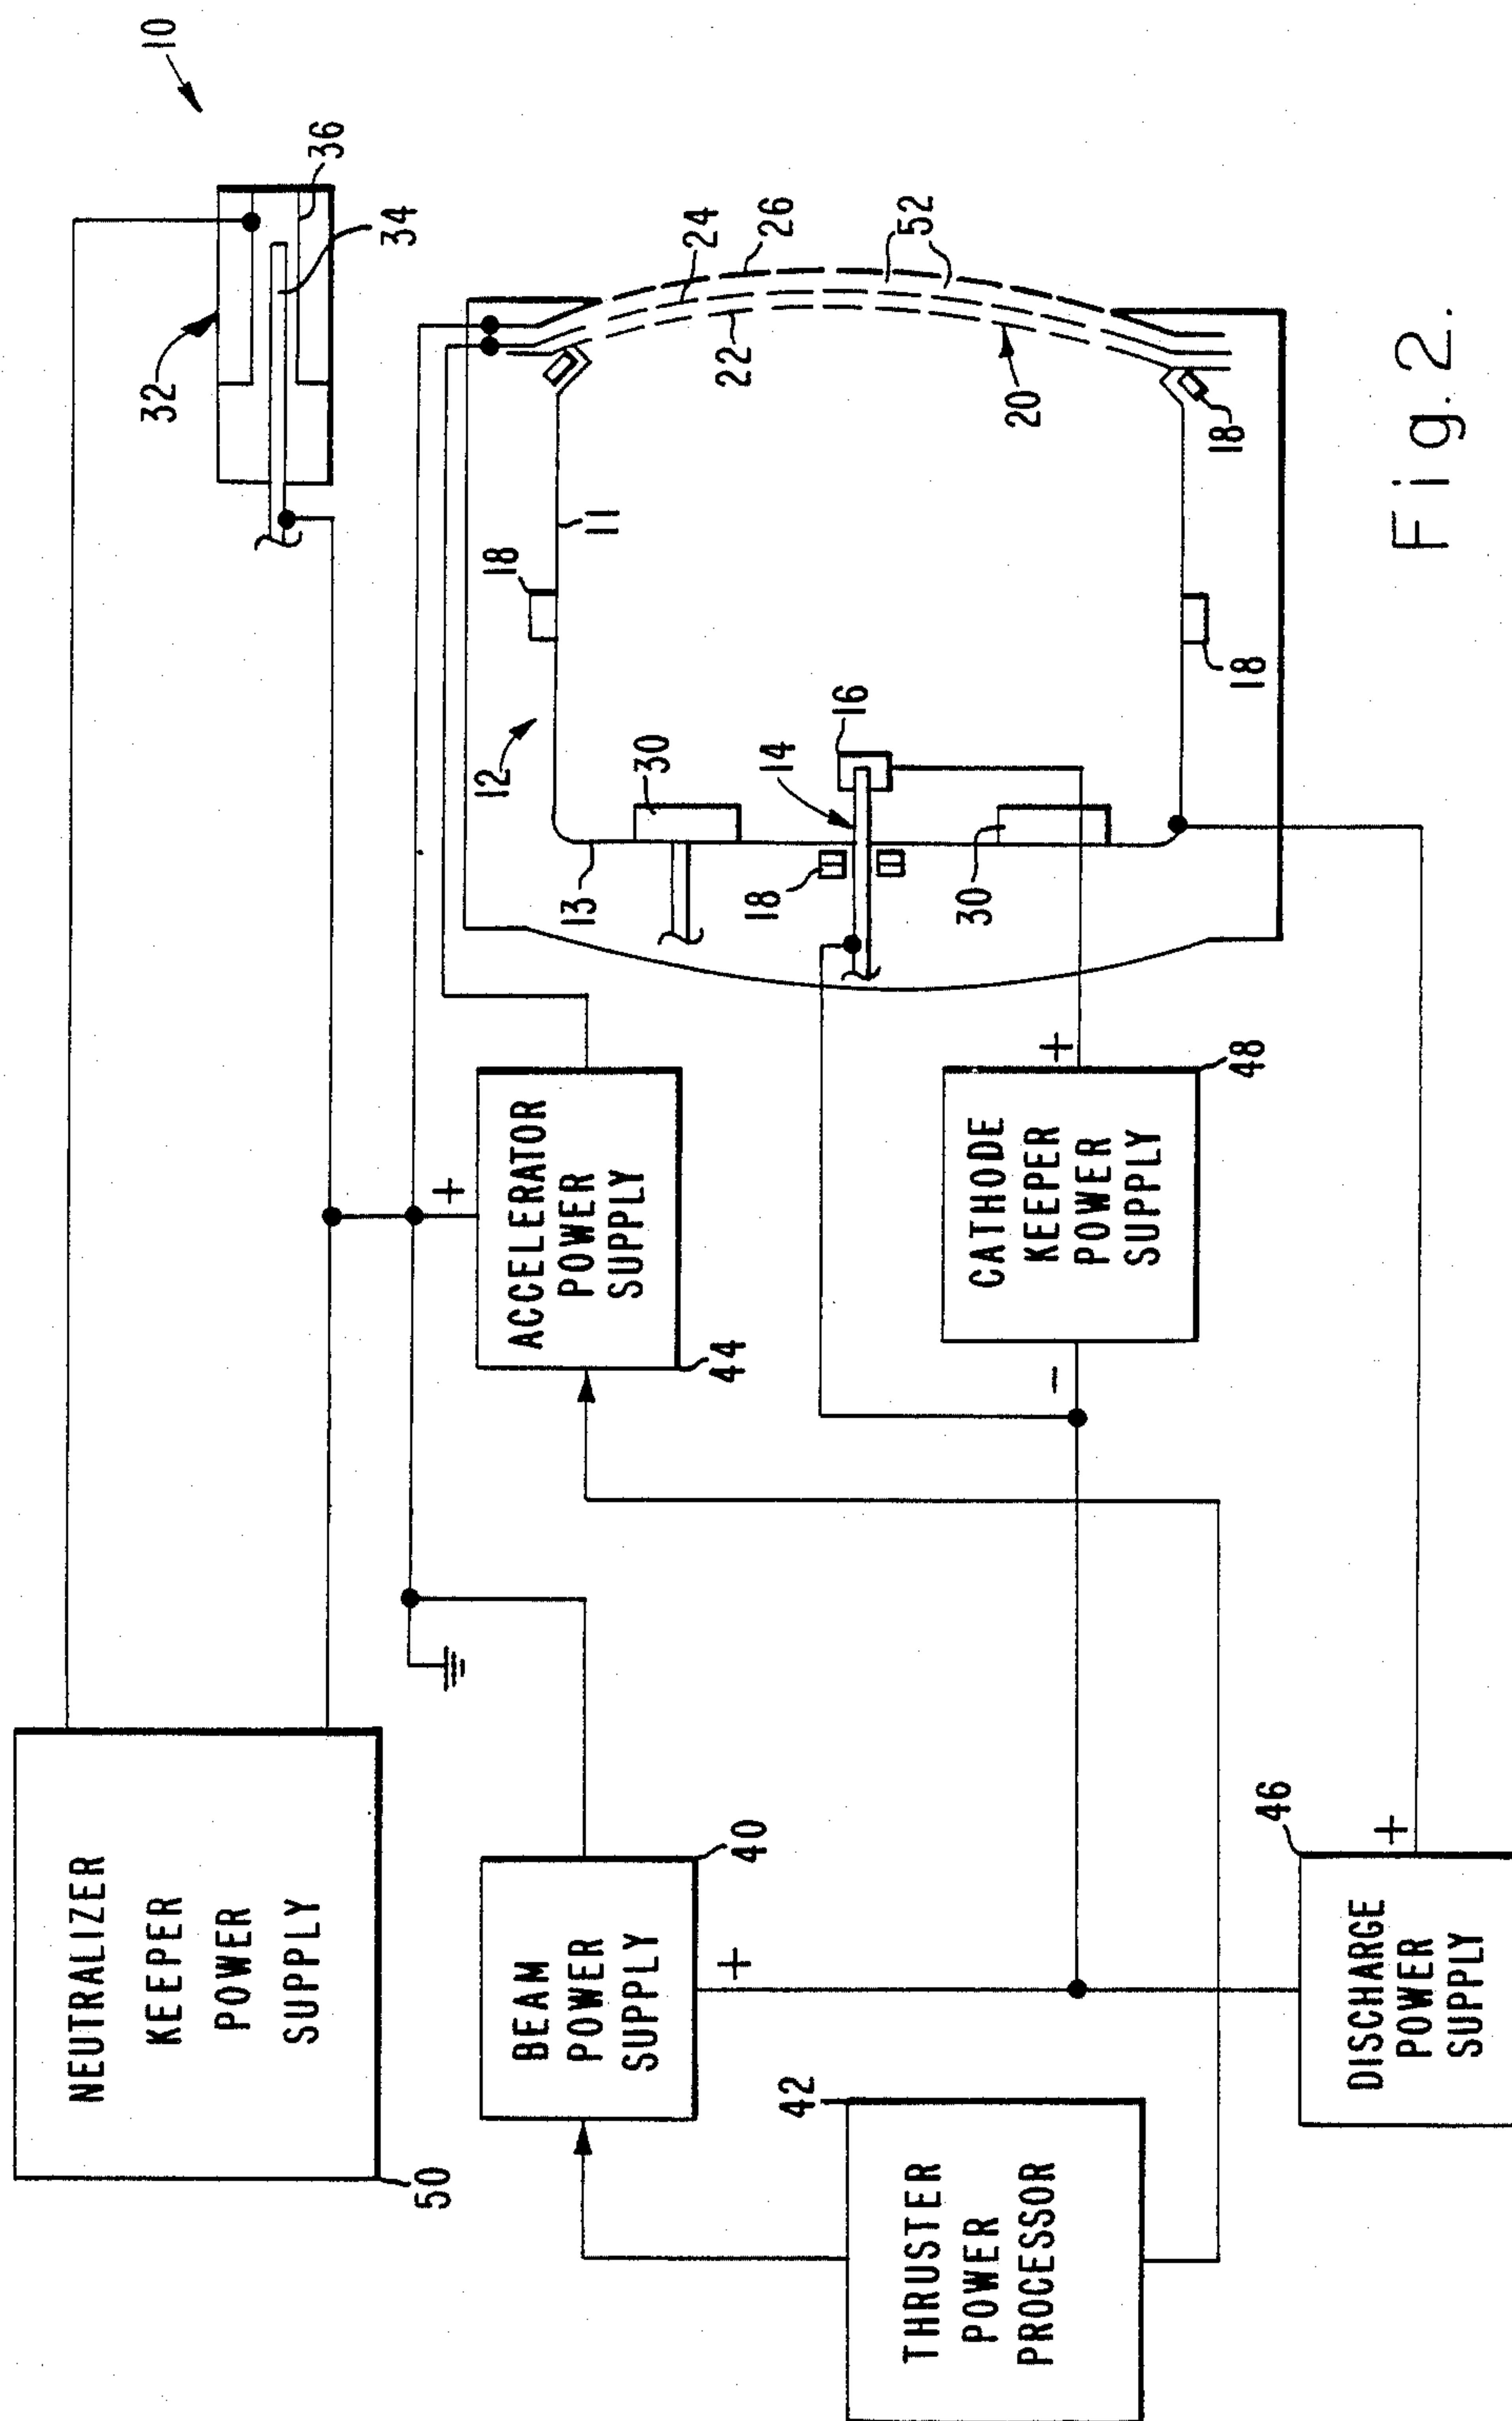 10
32
34
36
NEUTRALIZER
KEEPER
POWER
SUPPLY
50
BEAM
POWER
SUPPLY
40
+
ACCELERATOR
POWER
SUPPLY
44
+
12
18
11
24
26
22
52
20
18
18
13
30
14
16
18
30
THRUSTER
POWER
PROCESSOR
42
CATHODE
KEEPER
POWER
SUPPLY
48
+
-
DISCHARGE
POWER
SUPPLY
46
+
Fig. 2.